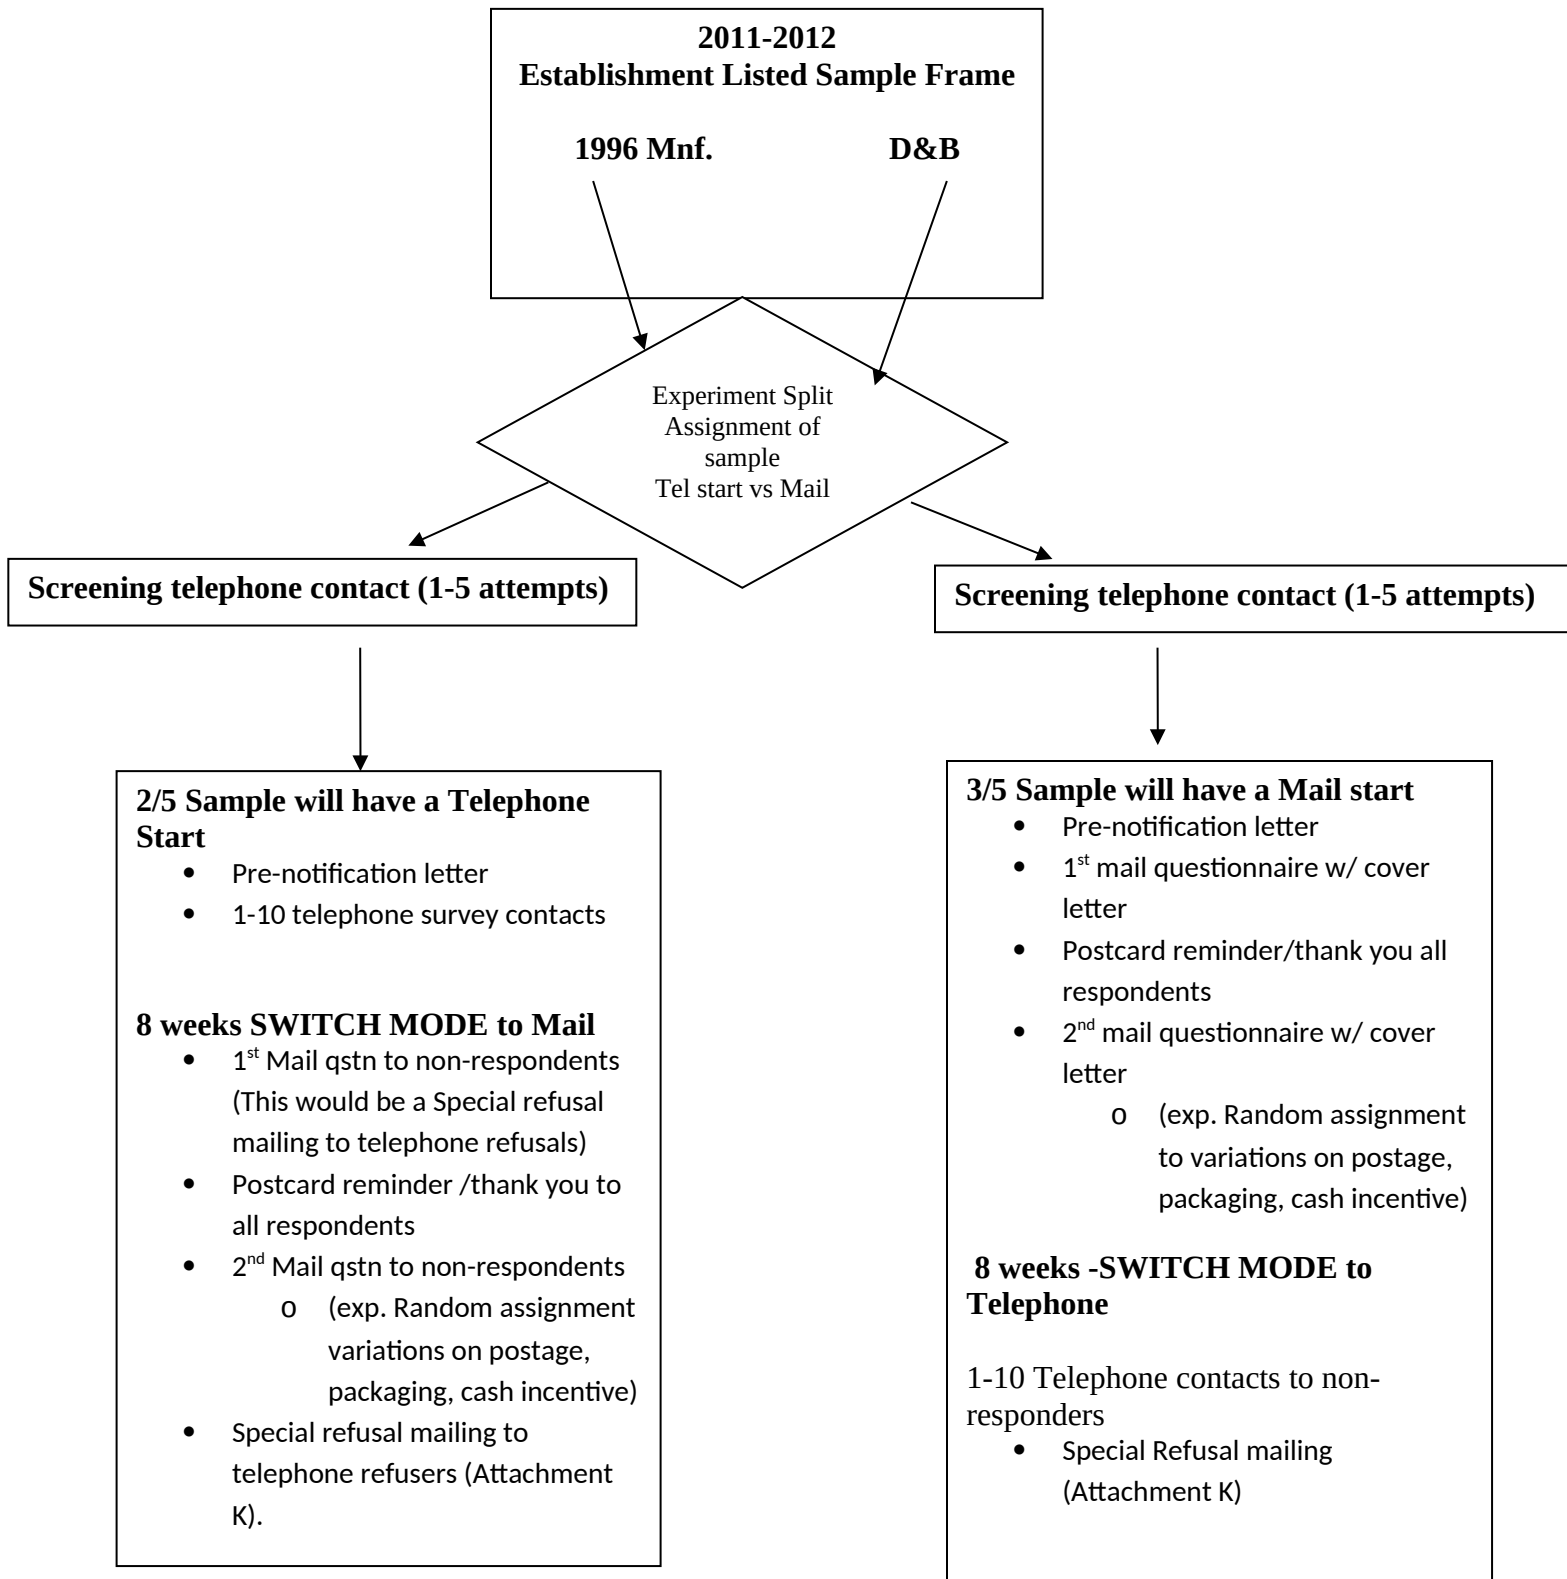 2011-2012
Establishment Listed Sample Frame
1996 Mnf. D&B
Experiment Split
Assignment of
sample
Tel start vs Mail
Screening telephone contact (1-5 attempts)
Screening telephone contact (1-5 attempts)
2/5 Sample will have a Telephone
Start
• Pre-notification letter
• 1-10 telephone survey contacts
8 weeks SWITCH MODE to Mail
• 1st Mail qstn to non-respondents
(This would be a Special refusal
mailing to telephone refusals)
• Postcard reminder /thank you to
all respondents
• 2nd Mail qstn to non-respondents
o (exp. Random assignment
variations on postage,
packaging, cash incentive)
• Special refusal mailing to
telephone refusers (Attachment
K).
3/5 Sample will have a Mail start
• Pre-notification letter
• 1st mail questionnaire w/ cover
letter
• Postcard reminder/thank you all
respondents
• 2nd mail questionnaire w/ cover
letter
o (exp. Random assignment
to variations on postage,
packaging, cash incentive)
8 weeks -SWITCH MODE to
Telephone
1-10 Telephone contacts to non-
responders
• Special Refusal mailing
(Attachment K)